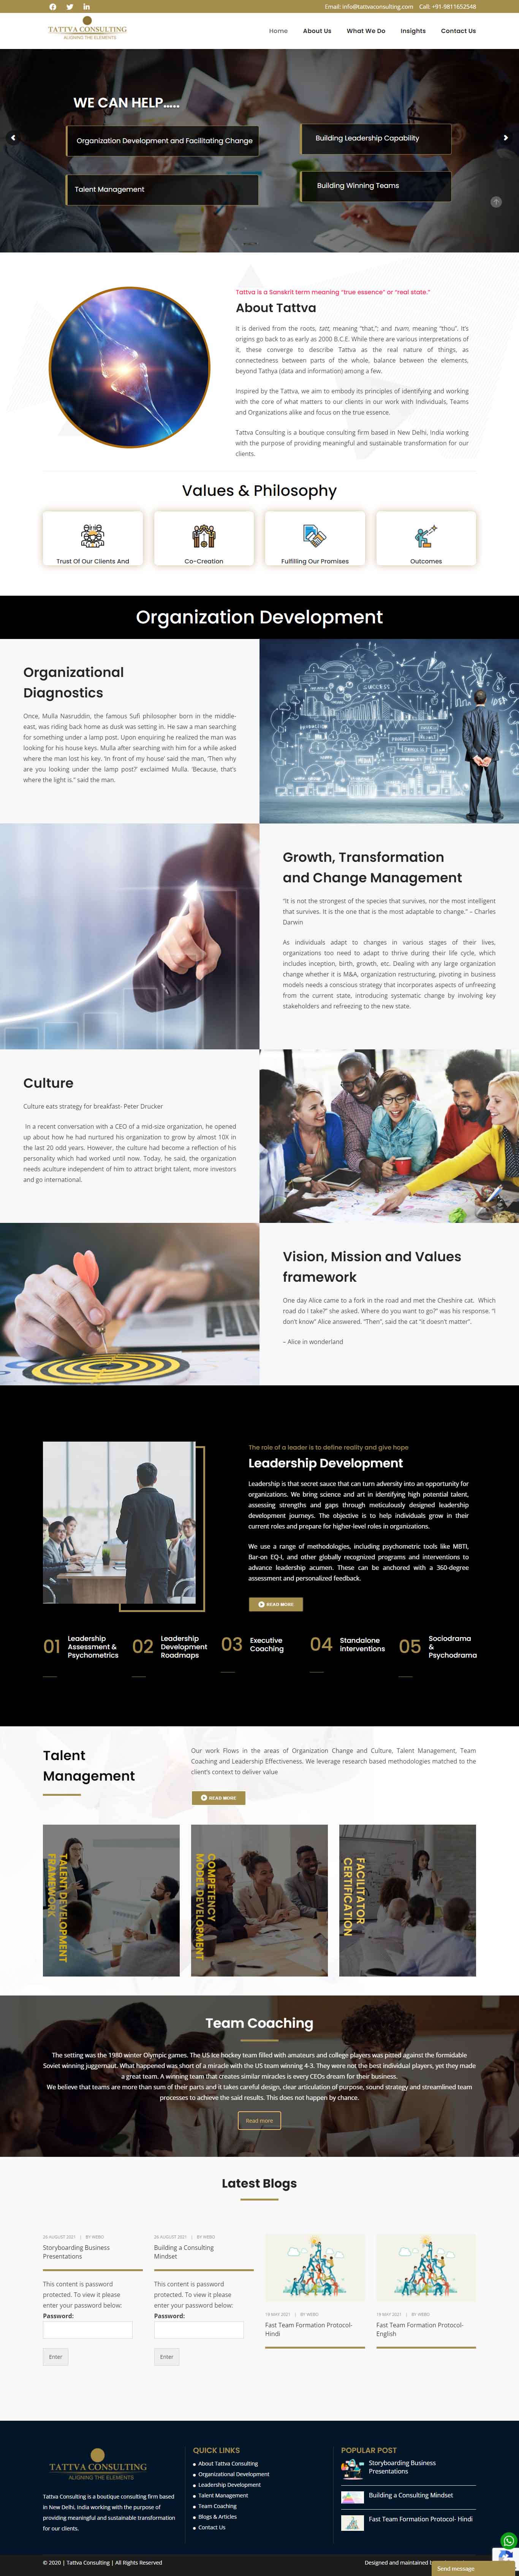 Email: info@tattvaconsulting.com Call: +91-9811652548
TATTVA CONSULTING
ALIGNING THE ELEMENTS
Home About Us What We Do Insights Contact Us
WE CAN HELP.....
Organization Development and Facilitating Change
Building Leadership Capability
Talent Management
Building Winning Teams
Tattva is a Sanskrit term meaning "true essence" or "real state."
About Tattva
It is derived from the roots, tatt, meaning "that,"; and tvam, meaning "thou". It's
origins go back to as early as 2000 B.C.E. While there are various interpretations of
it, these converge to describe Tattva as the real nature of things, as
connectedness between parts of the whole, balance between the elements,
beyond Tathya (data and information) among a few.
Inspired by the Tattva, we aim to embody its principles of identifying and working
with the core of what matters to our clients in our work with Individuals, Teams
and Organizations alike and focus on the true essence.
Tattva Consulting is a boutique consulting firm based in New Delhi, India working
with the purpose of providing meaningful and sustainable transformation for our
clients.
Values & Philosophy
Trust Of Our Clients And
Co-Creation
Fulfilling Our Promises
Outcomes
Organization Development
Organizational
Diagnostics
Once, Mulla Nasruddin, the famous Sufi philosopher born in the middle-
east, was riding back home as dusk was setting in. He saw a man searching
for something under a lamp post. Upon enquiring he realized the man was
looking for his house keys. Mulla after searching with him for a while asked
where the man lost his key. 'In front of my house' said the man, 'Then why
are you looking under the lamp post?' exclaimed Mulla. 'Because, that's
where the light is." said the man.
SUCCESS
Growth, Transformation
and Change Management
"It is not the strongest of the species that survives, nor the most intelligent
that survives. It is the one that is the most adaptable to change." – Charles
Darwin
As individuals adapt to changes in various stages of their lives,
organizations too need to adapt to thrive during their life cycle, which
includes inception, birth, growth, etc. Dealing with any large organization
change whether it is M&A, organization restructuring, pivoting in business
models needs a conscious strategy that incorporates aspects of unfreezing
from the current state, introducing systematic change by involving key
stakeholders and refreezing to the new state.
Culture
Culture eats strategy for breakfast- Peter Drucker
In a recent conversation with a CEO of a mid-size organization, he opened
up about how he had nurtured his organization to grow by almost 10X in
the last 20 odd years. However, the culture had become a reflection of his
personality which had worked until now. Today, he said, the organization
needs aculture independent of him to attract bright talent, more investors
and go international.
Vision, Mission and Values
framework
One day Alice came to a fork in the road and met the Cheshire cat. Which
road do I take?" she asked. Where do you want to go?" was his response. "I
don't know" Alice answered. "Then", said the cat "it doesn't matter".
– Alice in wonderland
The role of a leader is to define reality and give hope
Leadership Development
Leadership is that secret sauce that can turn adversity into an opportunity for
organizations. We bring science and art in identifying high potential talent,
assessing strengths and gaps through meticulously designed leadership
development journeys. The objective is to help individuals grow in their
current roles and prepare for higher-level roles in organizations.
We use a range of methodologies, including psychometric tools like MBTI,
Bar-on EQ-I, and other globally recognized programs and interventions to
advance leadership acumen. These can be anchored with a 360-degree
assessment and personalized feedback.
READ MORE
01 Leadership
Assessment &
Psychometrics
02 Leadership
Development
Roadmaps
03 Executive
Coaching
04 Standalone
interventions
05 Sociodrama
&
Psychodrama
Talent
Management
Our work Flows in the areas of Organization Change and Culture, Talent Management, Team
Coaching and Leadership Effectiveness. We leverage research based methodologies matched to the
client's context to deliver value
READ MORE
TALENT DEVELOPMENT
FRAMEWORK
COMPETENCY
MODEL DEVELOPMENT
FACILITATOR
CERTIFICATION
Team Coaching
The setting was the 1980 winter Olympic games. The US Ice hockey team filled with amateurs and college players was pitted against the formidable
Soviet winning juggernaut. What happened was short of a miracle with the US team winning 4-3. They were not the best individual players, yet they made
a great team. A winning team that creates similar miracles is every CEOs dream for their business.
We believe that teams are more than sum of their parts and it takes careful design, clear articulation of purpose, sound strategy and streamlined team
processes to achieve the said results. This does not happen by chance.
Read more
Latest Blogs
26 AUGUST 2021 | BY WEBO
Storyboarding Business
Presentations
This content is password
protected. To view it please
enter your password below:
Password:
Enter
26 AUGUST 2021 | BY WEBO
Building a Consulting
Mindset
This content is password
protected. To view it please
enter your password below:
Password:
Enter
19 MAY 2021 | BY WEBO
Fast Team Formation Protocol-
Hindi
19 MAY 2021 | BY WEBO
Fast Team Formation Protocol-
English
TATTVA CONSULTING
ALIGNING THE ELEMENTS
Tattva Consulting is a boutique consulting firm based
in New Delhi, India working with the purpose of
providing meaningful and sustainable transformation
for our clients.
QUICK LINKS
About Tattva Consulting
Organizational Development
Leadership Development
Talent Management
Team Coaching
Blogs & Articles
Contact Us
POPULAR POST
Storyboarding Business
Presentations
Building a Consulting Mindset
Fast Team Formation Protocol- Hindi
© 2020 | Tattva Consulting | All Rights Reserved
Designed and maintained b
Send message